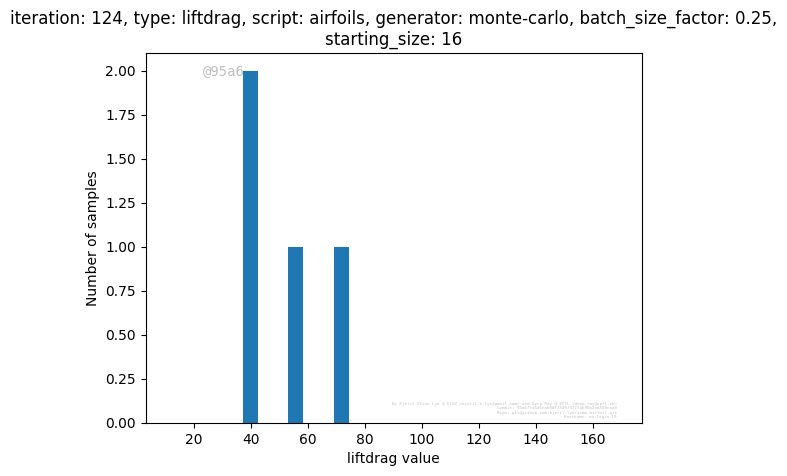 iteration: 124, type: liftdrag, script: airfoils, generator: monte-carlo, batch_size_factor: 0.25,
starting_size: 16
@95a6
2.00
1.75
1.50
1.25
1.00
0.75
0.50
0.25
0.00
Number of samples
20 40 60 80 100 120 140 160
liftdrag value